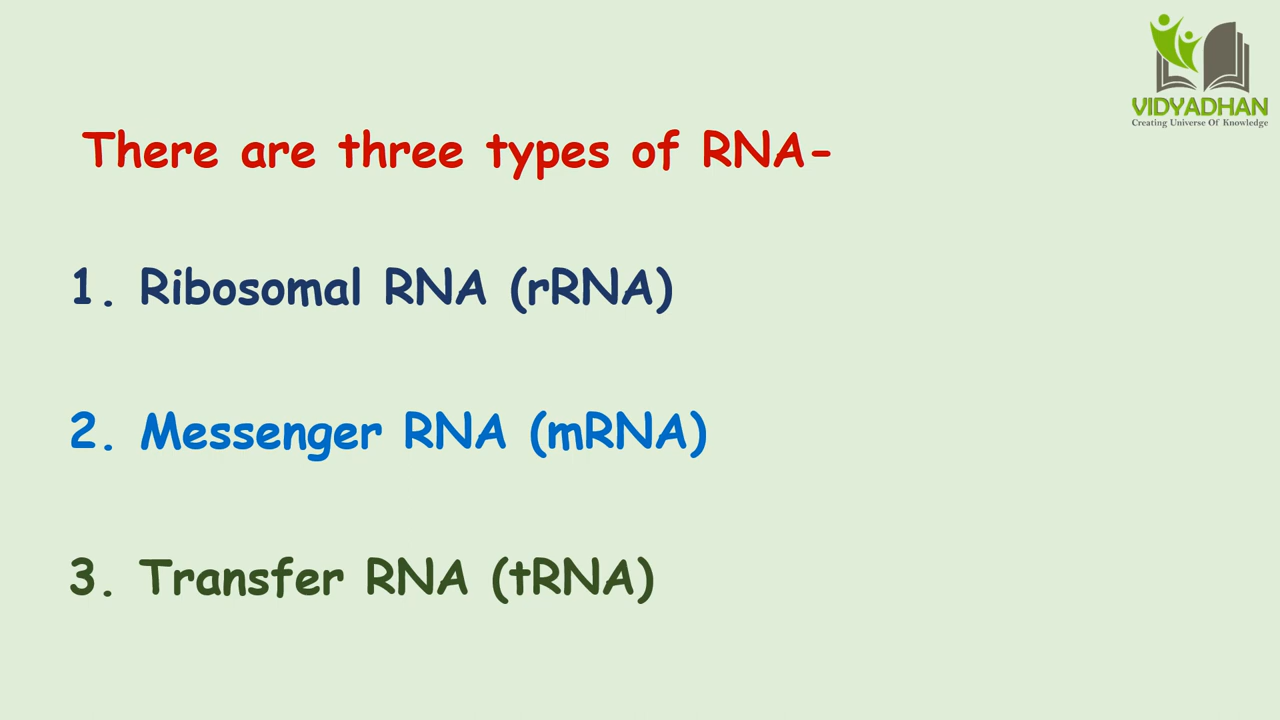 VIDYADHAN
Creating Universe Of Knowledge
There are three types of RNA-
1. Ribosomal RNA (rRNA)
2. Messenger RNA (mRNA)
3. Transfer RNA (tRNA)